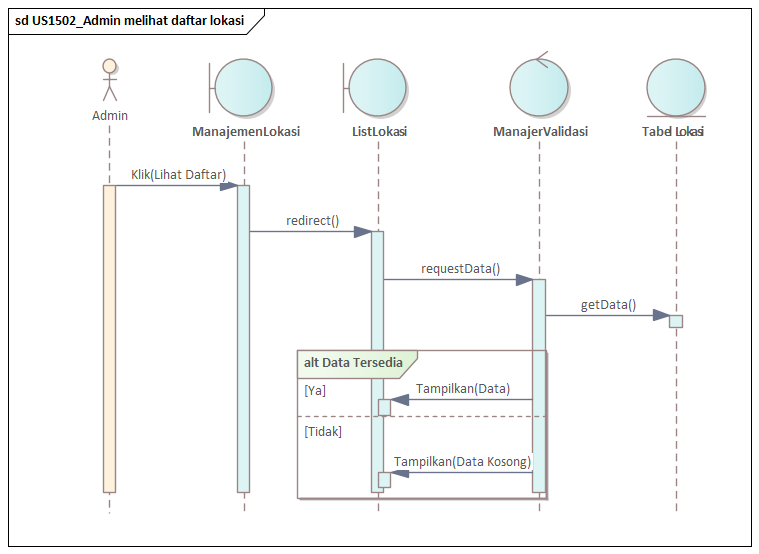 sd US1502_Admin melihat daftar lokasi
Admin
ManajemenLokasi
ListLokasi
ManajerValidasi
Tabel Lokasi
Klik(Lihat Daftar)
redirect()
requestData()
getData()
alt Data Tersedia
[Ya]
Tampilkan(Data)
[Tidak]
Tampilkan(Data Kosong)